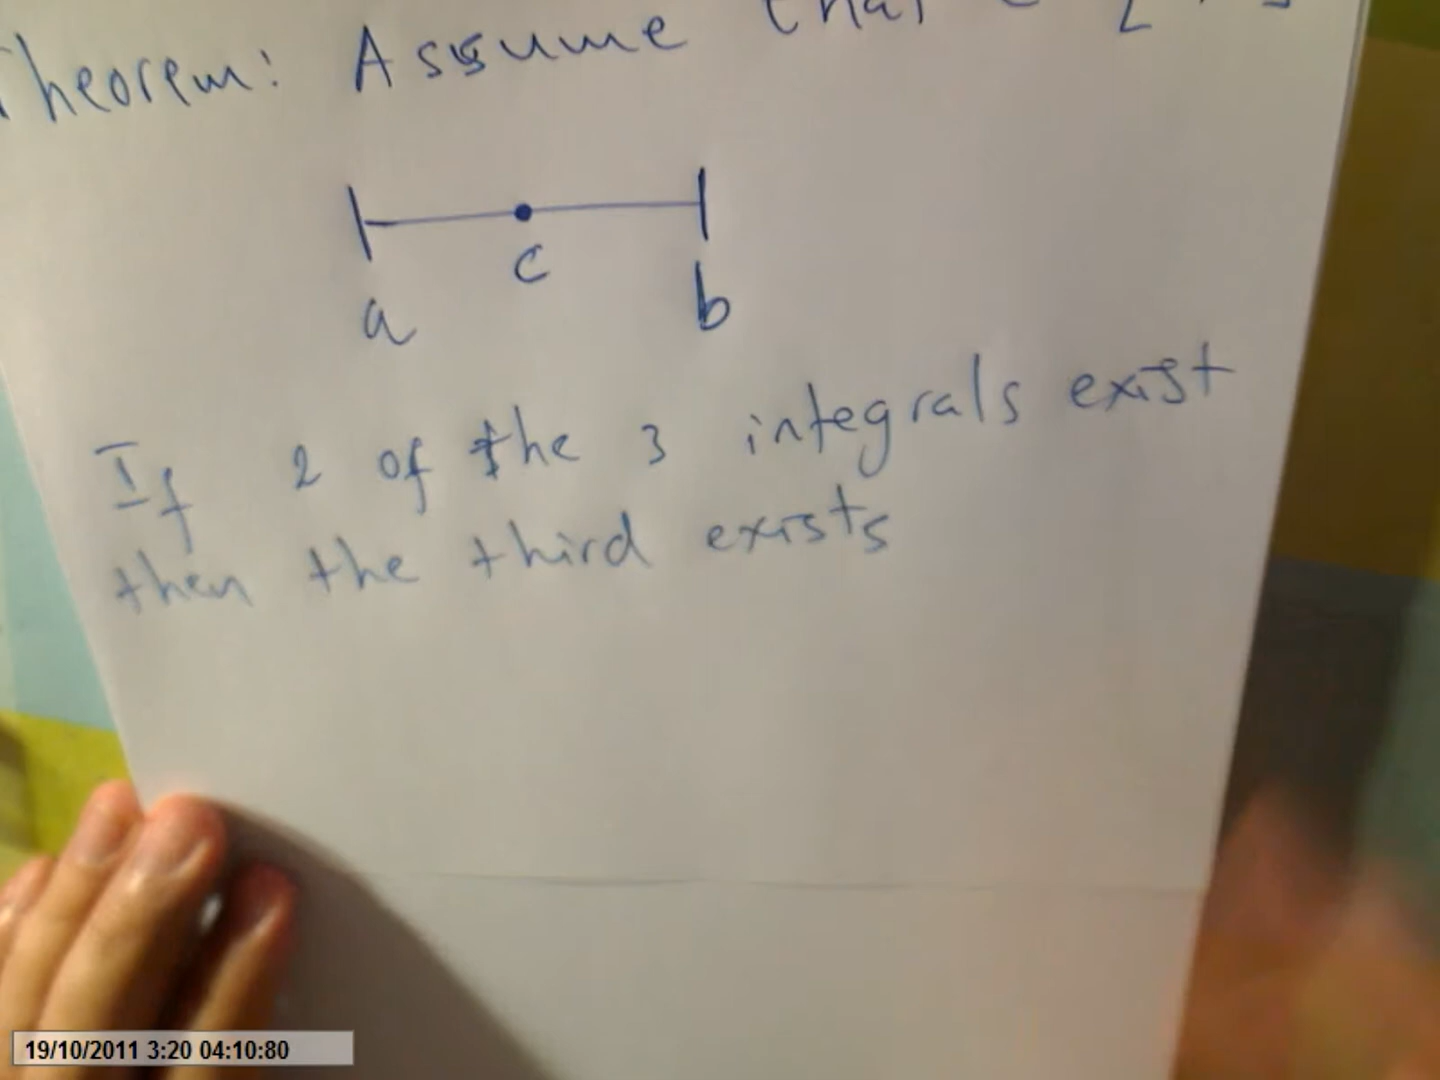 Theorem: Assume that
a c b
If 2 of the 3 integrals exist
then the third exists
19/10/2011 3:20 04:10:80